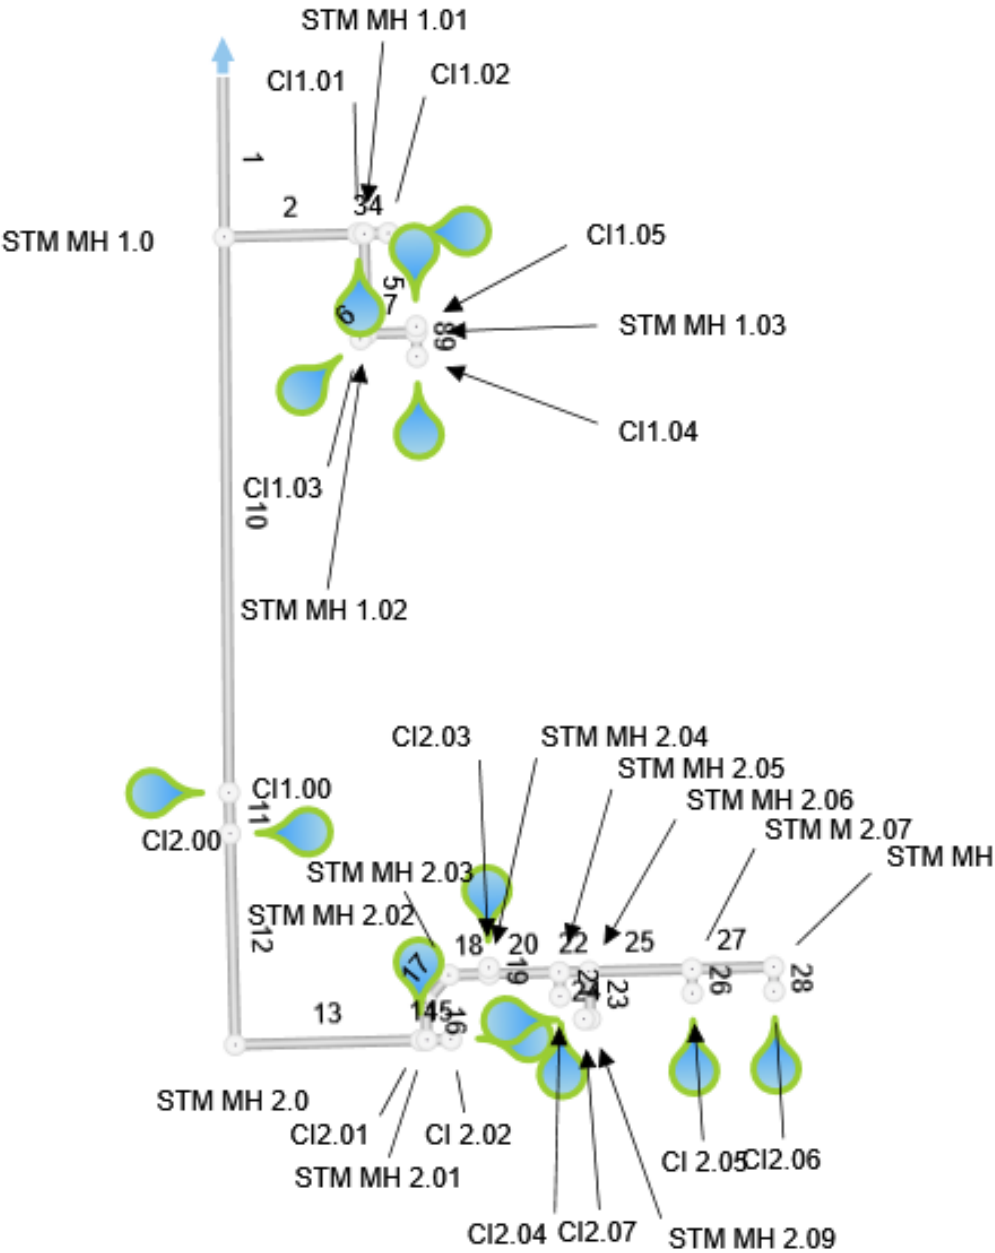 STM MH 1.01
CI1.01
CI1.02
1
2
34
STM MH 1.0
CI1.05
5
7
6
STM MH 1.03
8
9
CI1.04
CI1.03
10
STM MH 1.02
CI2.03
STM MH 2.04
STM MH 2.05
CI1.00
STM MH 2.06
11
STM M 2.07
CI2.00
STM MH
STM MH 2.03
STM MH 2.02
12
18
20
22
25
27
17
19
21
24
23
26
28
13
145
16
STM MH 2.0
CI2.01
CI 2.02
STM MH 2.01
CI 2.05
CI2.06
CI2.04
CI2.07
STM MH 2.09